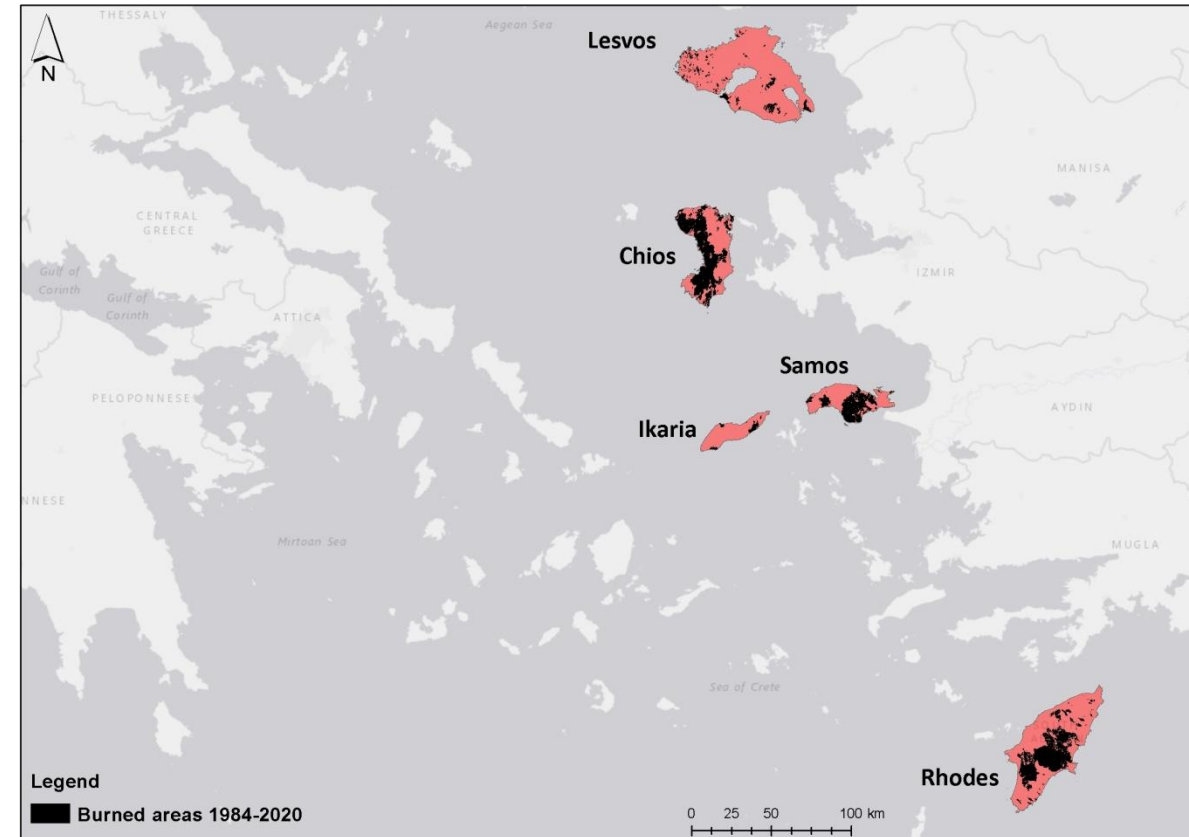 THESSALY
Aegean Sea
Lesvos
N
MANISA
CENTRAL
GREECE
Chios
Gulf of
Corinth
Gulf of
Corinth
IZMIR
ATTICA
Samos
PELOPONNESE
AYDIN
Ikaria
NNESE
Mirtoan Sea
MUGLA
Sea of Crete
Rhodes
Legend
Burned areas 1984-2020
0 25 50 100 km